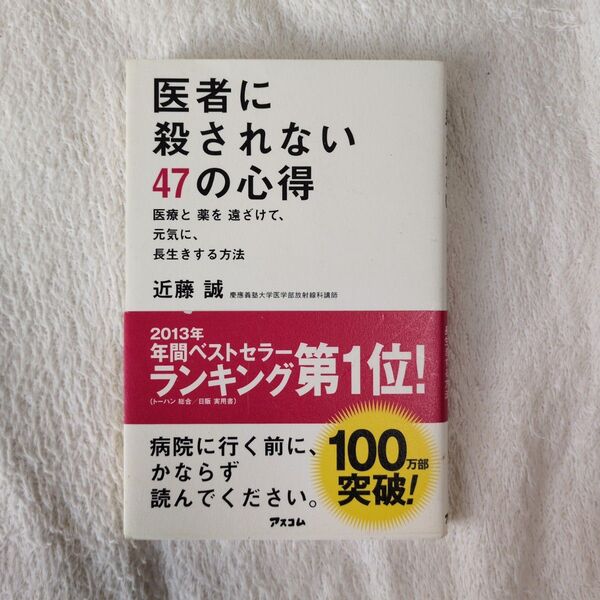 医者に
殺されない
47の心得
医療と 薬を 遠ざけて、
元気に、
長生きする方法
近藤 誠 慶應義塾大学医学部放射線科講師
2013年
年間ベストセラー
ランキング第1位!
(トーハン 総合/日販 実用書)
病院に行く前に、
かならず
読んでください。
100万部
突破!
アスコム